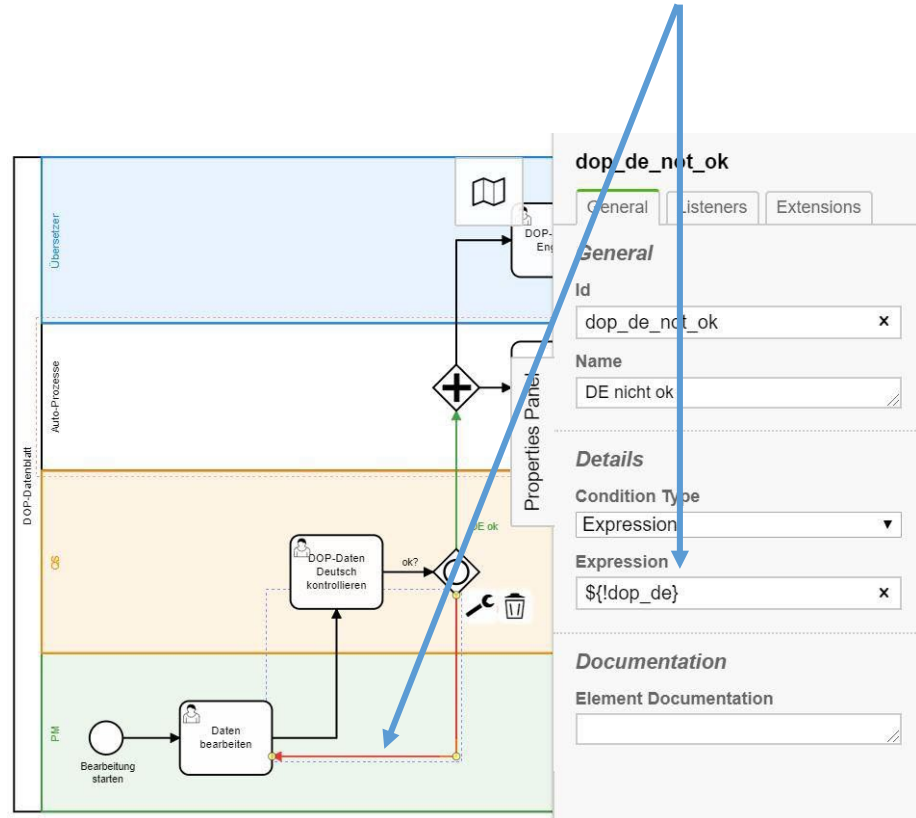 DOP-Datenblatt
Übersetzer
Auto-Prozesse
QS
PM
DOP-
Eng
DE ok
DOP-Daten
Deutsch
kontrollieren
ok?
Daten
bearbeiten
Bearbeitung
starten
Properties Panel
dop_de_not_ok
General
Listeners
Extensions
General
Id
dop_de_not_ok x
Name
DE nicht ok
Details
Condition Type
Expression
Expression
${!dop_de} x
Documentation
Element Documentation